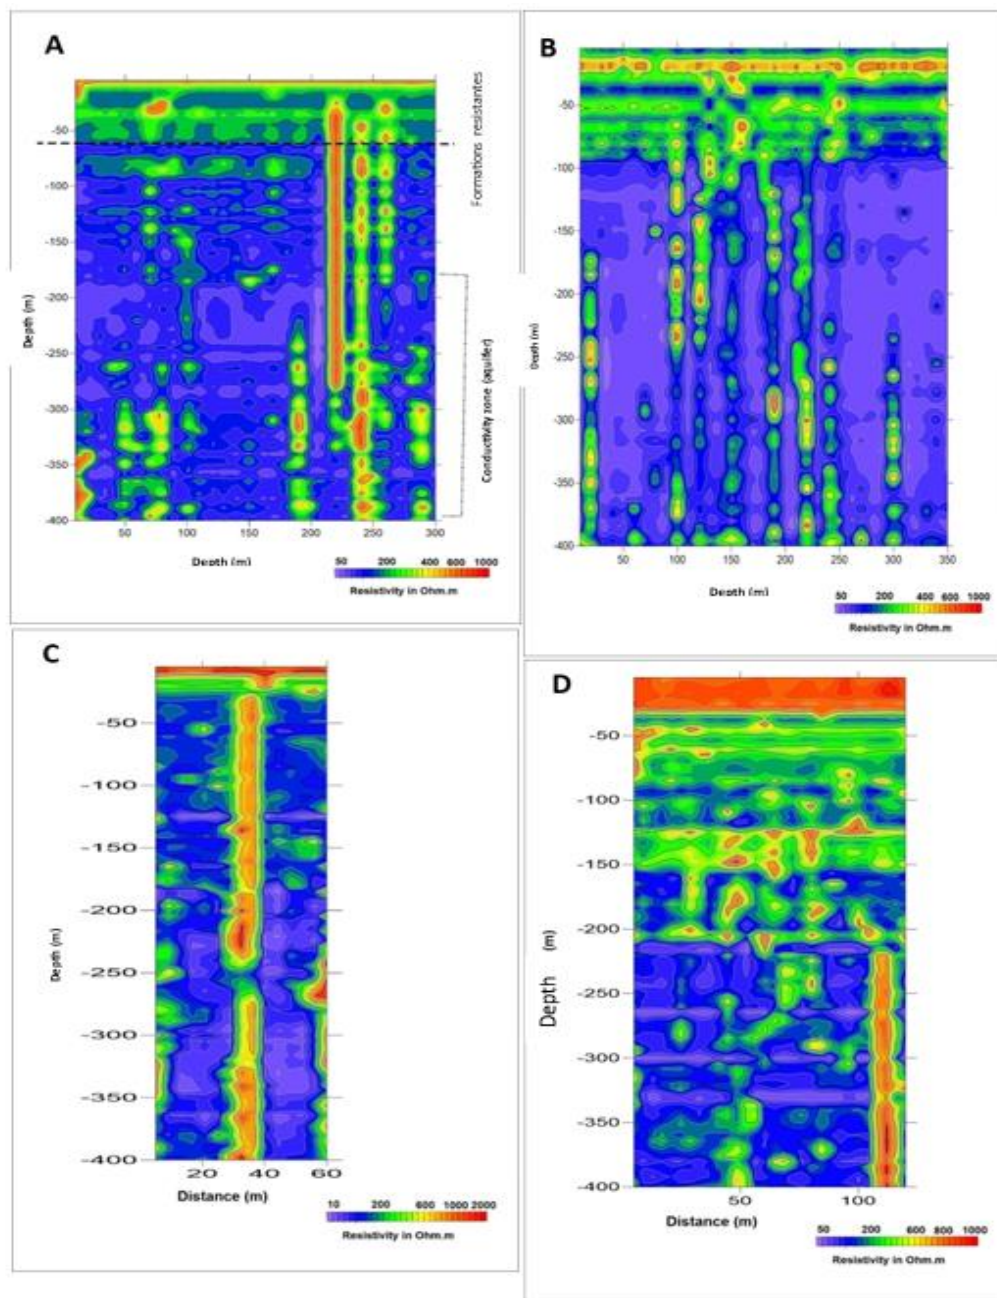 A
Formations resistantes
-50
-100
-150
-200
-250
-300
-350
-400
Depth (m)
Conductivity zone (aquifer)
50 100 150 200 250 300
Depth (m)
50 200 400 600 1000
Resistivity in Ohm.m
B
-50
-100
-150
-200
-250
-300
-350
-400
Depth (m)
50 100 150 200 250 300 350
Depth (m)
50 200 400 600 1000
Resistivity in Ohm.m
C
-50
-100
-150
-200
-250
-300
-350
-400
Depth (m)
20 40 60
Distance (m)
10 200 600 1000 2000
Resistivity in Ohm.m
D
-50
-100
-150
-200
-250
-300
-350
-400
Depth (m)
50 100
Distance (m)
50 200 600 800 1000
Resistivity in Ohm.m